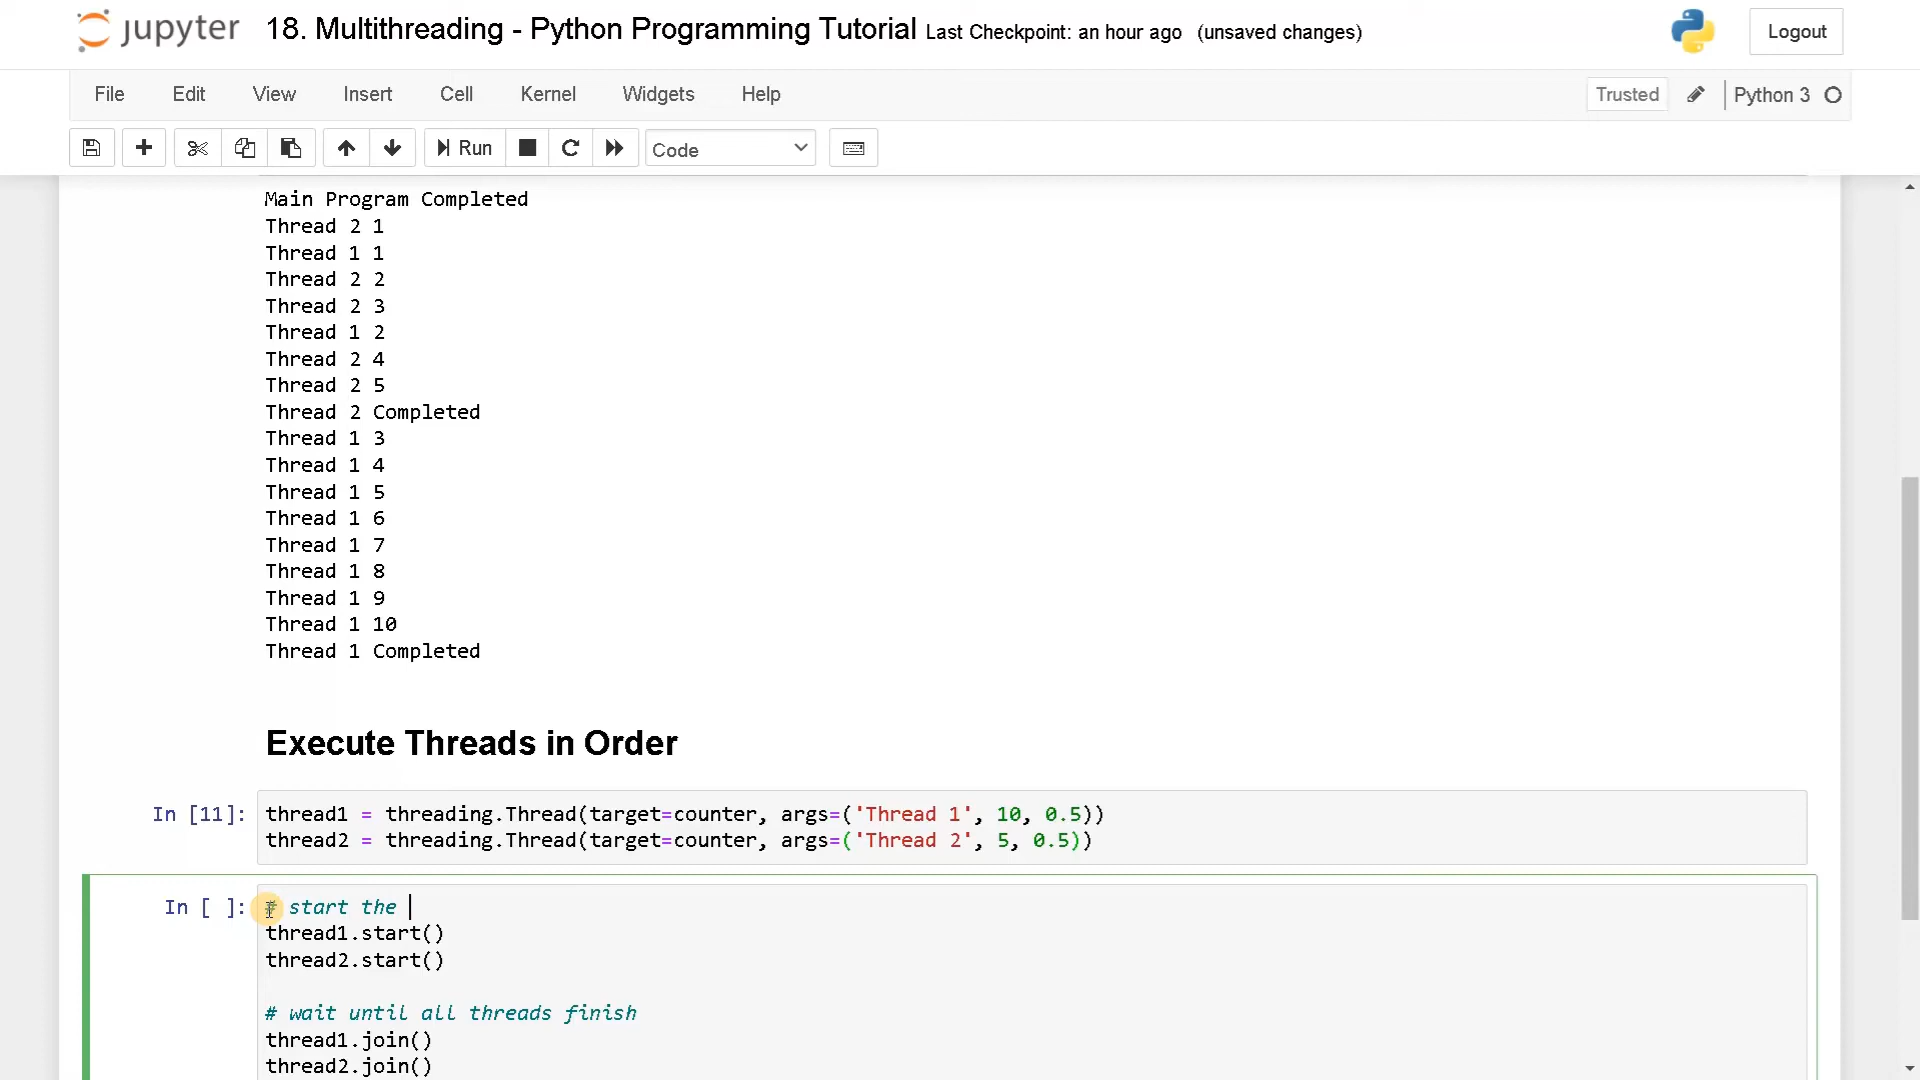 jupyter 18. Multithreading - Python Programming Tutorial Last Checkpoint: an hour ago (unsaved changes) Logout
File Edit View Insert Cell Kernel Widgets Help Trusted Python 3
Run Code
Main Program Completed
Thread 2 1
Thread 1 1
Thread 2 2
Thread 2 3
Thread 1 2
Thread 2 4
Thread 2 5
Thread 2 Completed
Thread 1 3
Thread 1 4
Thread 1 5
Thread 1 6
Thread 1 7
Thread 1 8
Thread 1 9
Thread 1 10
Thread 1 Completed
Execute Threads in Order
In [11]: thread1 = threading.Thread(target=counter, args=('Thread 1', 10, 0.5))
thread2 = threading.Thread(target=counter, args=('Thread 2', 5, 0.5))
In [ ]: # start the
thread1.start()
thread2.start()
# wait until all threads finish
thread1.join()
thread2.join()